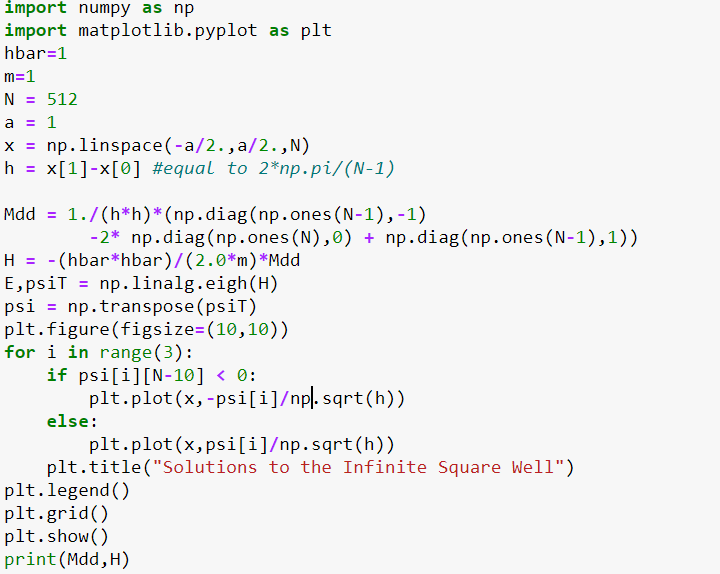 import numpy as np
import matplotlib.pyplot as plt
hbar=1
m=1
N = 512
a = 1
x = np.linspace(-a/2.,a/2.,N)
h = x[1]-x[0] #equal to 2*np.pi/(N-1)

Mdd = 1./(h*h)*(np.diag(np.ones(N-1),-1)
        -2* np.diag(np.ones(N),0) + np.diag(np.ones(N-1),1))
H = -(hbar*hbar)/(2.0*m)*Mdd
E,psiT = np.linalg.eigh(H)
psi = np.transpose(psiT)
plt.figure(figsize=(10,10))
for i in range(3):
    if psi[i][N-10] < 0:
        plt.plot(x,-psi[i]/np.sqrt(h))
    else:
        plt.plot(x,psi[i]/np.sqrt(h))
    plt.title("Solutions to the Infinite Square Well")
plt.legend()
plt.grid()
plt.show()
print(Mdd,H)